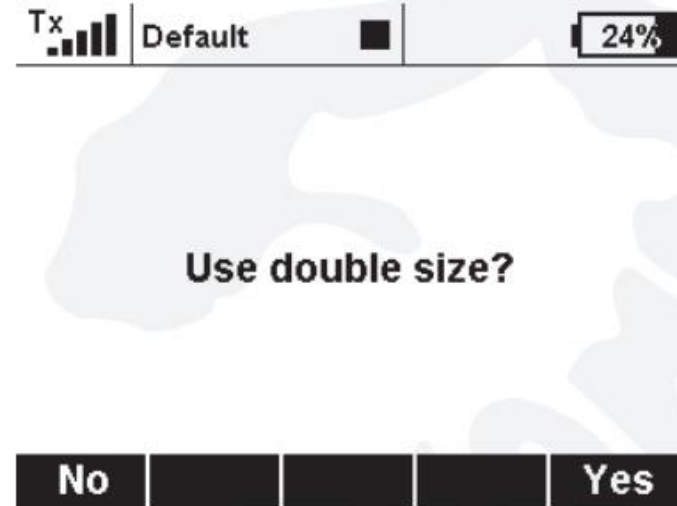 Tx Default 24%
Use double size?
No Yes